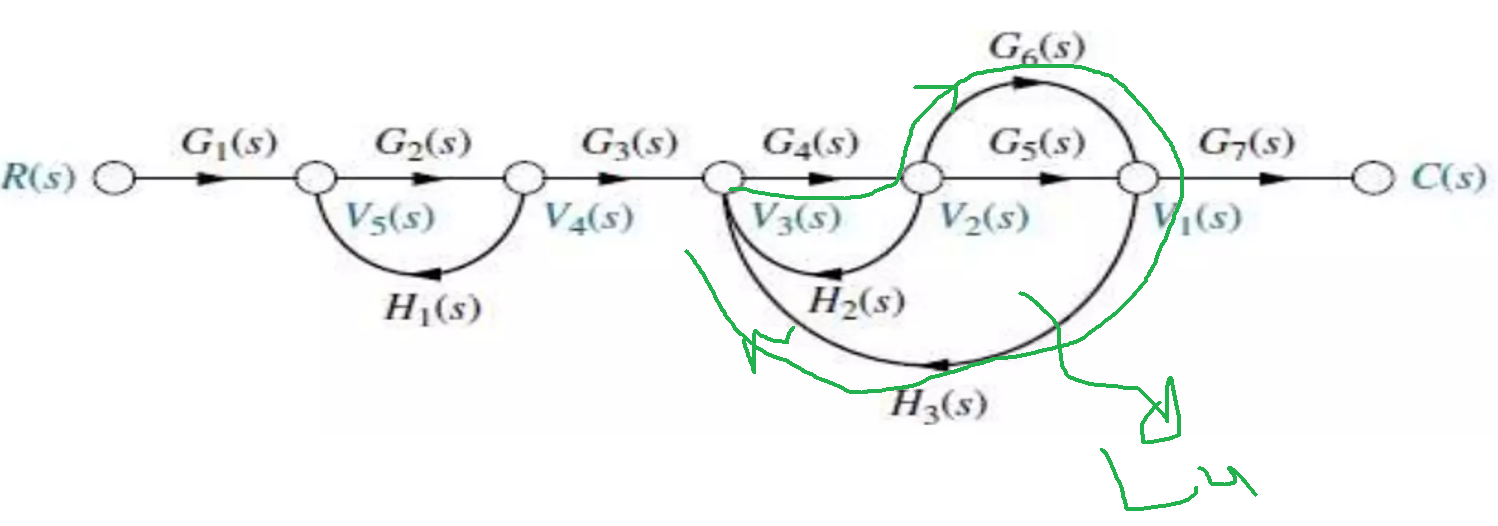 G₆(s)
G₁(s) G₂(s) G₃(s) G₄(s) G₅(s) G₇(s)
R(s) C(s)
V₅(s) V₄(s) V₃(s) V₂(s) V₁(s)
H₁(s) H₂(s)
H₃(s)